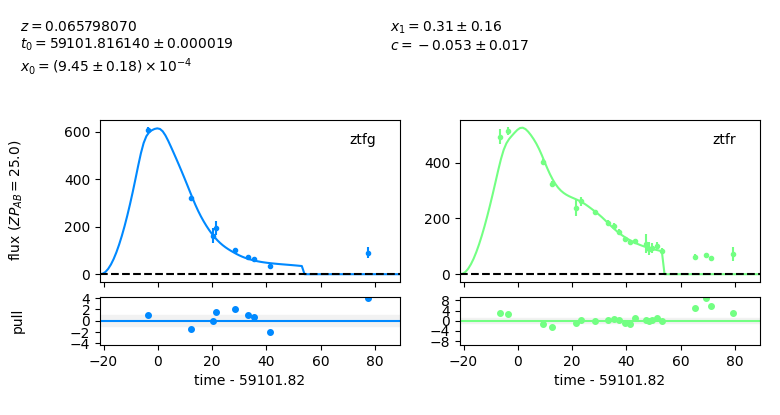 z = 0.065798070
t₀ = 59101.816140 ± 0.000019
x₀ = (9.45 ± 0.18) × 10⁻⁴
x₁ = 0.31 ± 0.16
c = −0.053 ± 0.017
flux (ZP_AB = 25.0)
600
400
200
0
ztfg
400
200
0
ztfr
pull
4
2
0
−2
−4
−20 0 20 40 60 80
time - 59101.82
8
4
0
−4
−8
−20 0 20 40 60 80
time - 59101.82